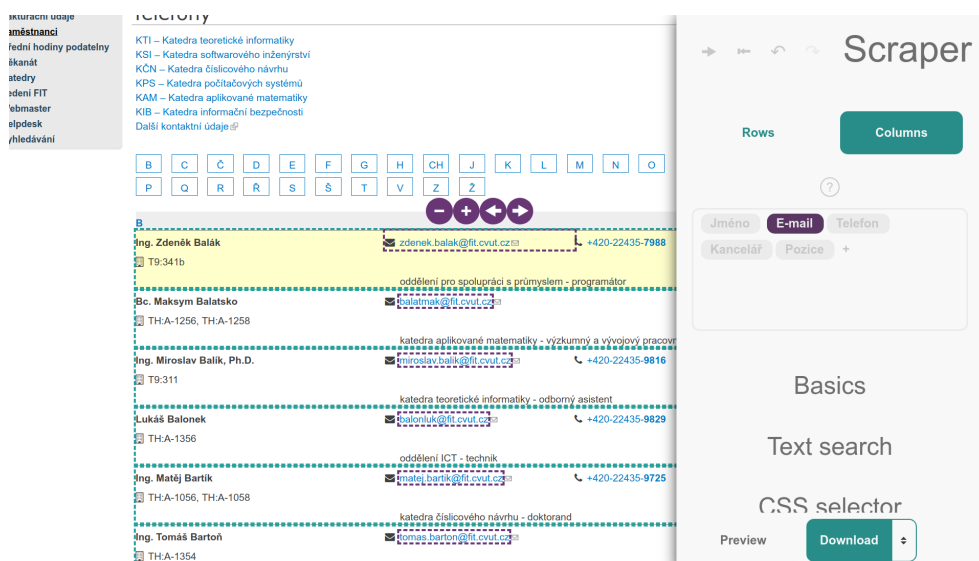 akturační údaje
aměstnanci
řední hodiny podatelny
ěkanát
atedry
edení FIT
ebmaster
elpdesk
yhledávání
Telefony
KTI – Katedra teoretické informatiky
KSI – Katedra softwarového inženýrství
KČN – Katedra číslicového návrhu
KPS – Katedra počítačových systémů
KAM – Katedra aplikované matematiky
KIB – Katedra informační bezpečnosti
Další kontaktní údaje
B C Č D E F G H CH J K L M N O
P Q R Ř S Š T V Z Ž
B
Ing. Zdeněk Balák zdenek.balak@fit.cvut.cz +420-22435-7988
T9:341b
oddělení pro spolupráci s průmyslem - programátor
Bc. Maksym Balatsko balatmak@fit.cvut.cz
TH:A-1256, TH:A-1258
katedra aplikované matematiky - výzkumný a vývojový pracovn
Ing. Miroslav Balík, Ph.D. miroslav.balik@fit.cvut.cz +420-22435-9816
T9:311
katedra teoretické informatiky - odborný asistent
Lukáš Balonek balonluk@fit.cvut.cz +420-22435-9829
TH:A-1356
oddělení ICT - technik
Ing. Matěj Bartík matej.bartik@fit.cvut.cz +420-22435-9725
TH:A-1056, TH:A-1058
katedra číslicového návrhu - doktorand
Ing. Tomáš Bartoň tomas.barton@fit.cvut.cz
TH:A-1354
Scraper
Rows Columns
?
Jméno E-mail Telefon
Kancelář Pozice +
Basics
Text search
CSS selector
Preview Download